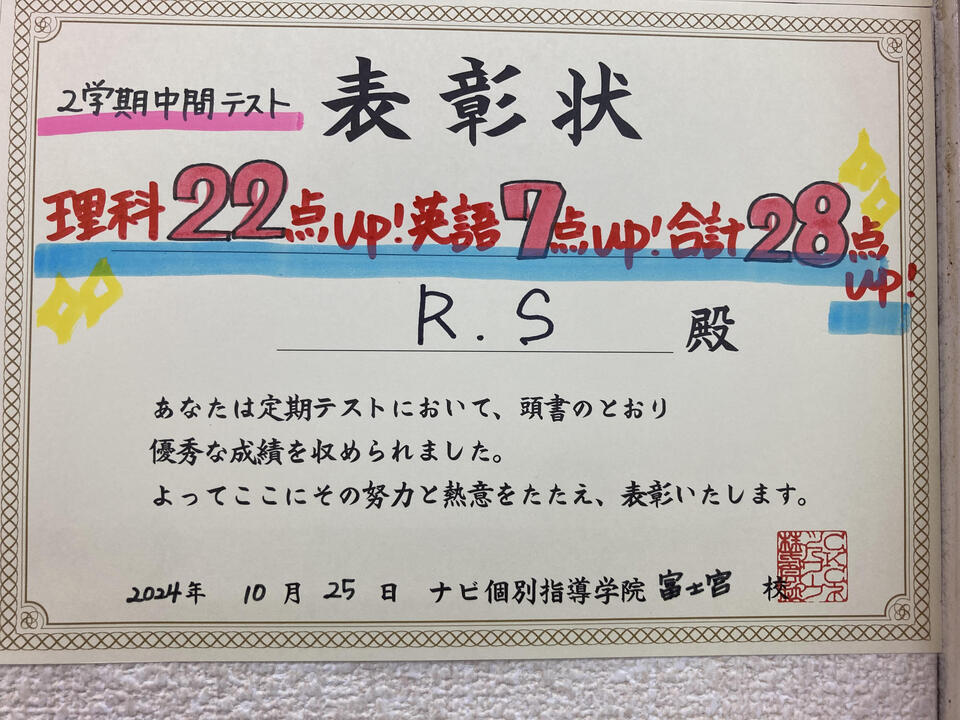 2学期中間テスト 表彰状
理科22点up!英語7点up!合計28点up!
R.S 殿
あなたは定期テストにおいて、頭書のとおり
優秀な成績を収められました。
よってここにその努力と熱意をたたえ、表彰いたします。
2024年 10月25日 ナビ個別指導学院 富士宮 校